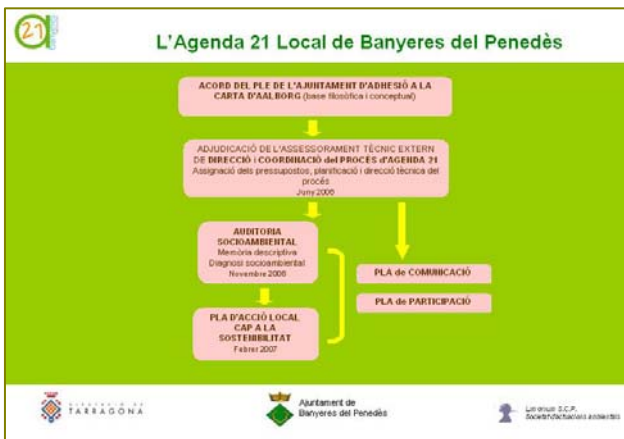 21
L'Agenda 21 Local de Banyeres del Penedès
ACORD DEL PLE DE L'AJUNTAMENT D'ADHESIÓ A LA
CARTA D'AALBORG (base filosòfica i conceptual)
ADJUDICACIÓ DE L'ASSESSORAMENT TÈCNIC EXTERN
DE DIRECCIÓ i COORDINACIÓ del PROCÉS d'AGENDA 21
Assignació dels pressupostos, planificació i direcció tècnica del
procés
Juny 2006
AUDITORIA
SOCIOAMBIENTAL
Memòria descriptiva
Diagnosi socioambiental
Novembre 2006
PLA de COMUNICACIÓ
PLA de PARTICIPACIÓ
PLA D'ACCIÓ LOCAL
CAP A LA
SOSTENIBILITAT
Febrer 2007
DIPUTACIÓ DE
TARRAGONA
Ajuntament de
Banyeres del Penedès
S.C.P.